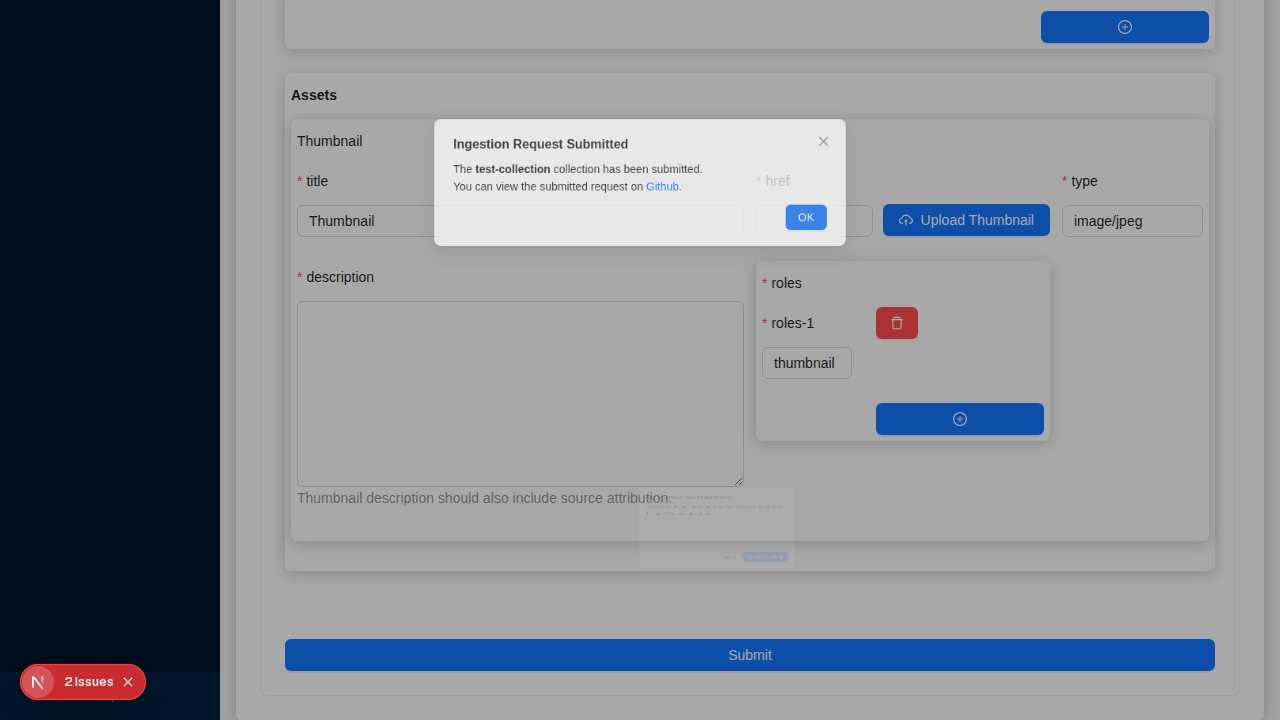 Assets
Thumbnail
Ingestion Request Submitted
The test-collection collection has been submitted.
You can view the submitted request on Github.
OK
* title
* href
* type
Thumbnail
Upload Thumbnail
image/jpeg
* description
* roles
* roles-1
thumbnail
Thumbnail description should also include source attribution.
Submit
2 Issues